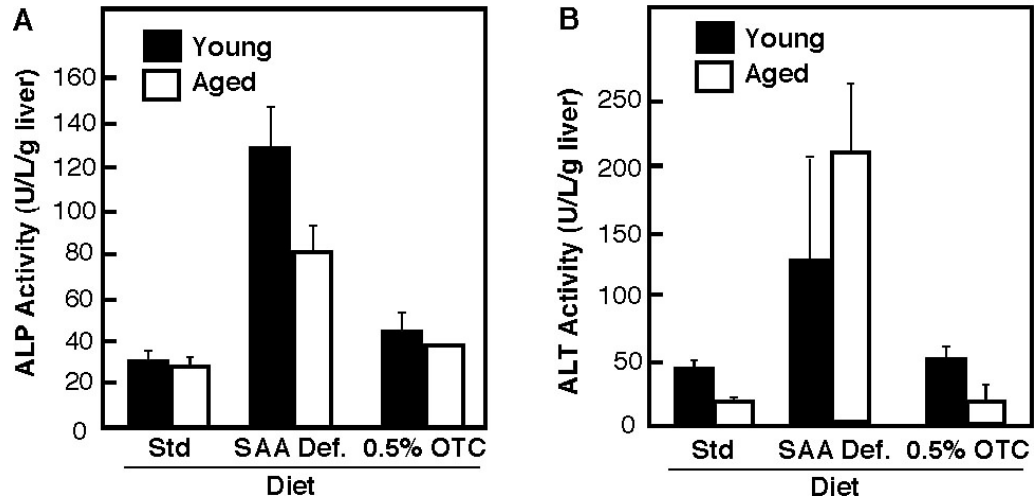 A
Young
Aged
ALP Activity (U/L/g liver)
160
140
120
100
80
60
40
20
0
Std SAA Def. 0.5% OTC
Diet
B
Young
Aged
ALT Activity (U/L/g liver)
250
200
150
100
50
0
Std SAA Def. 0.5% OTC
Diet